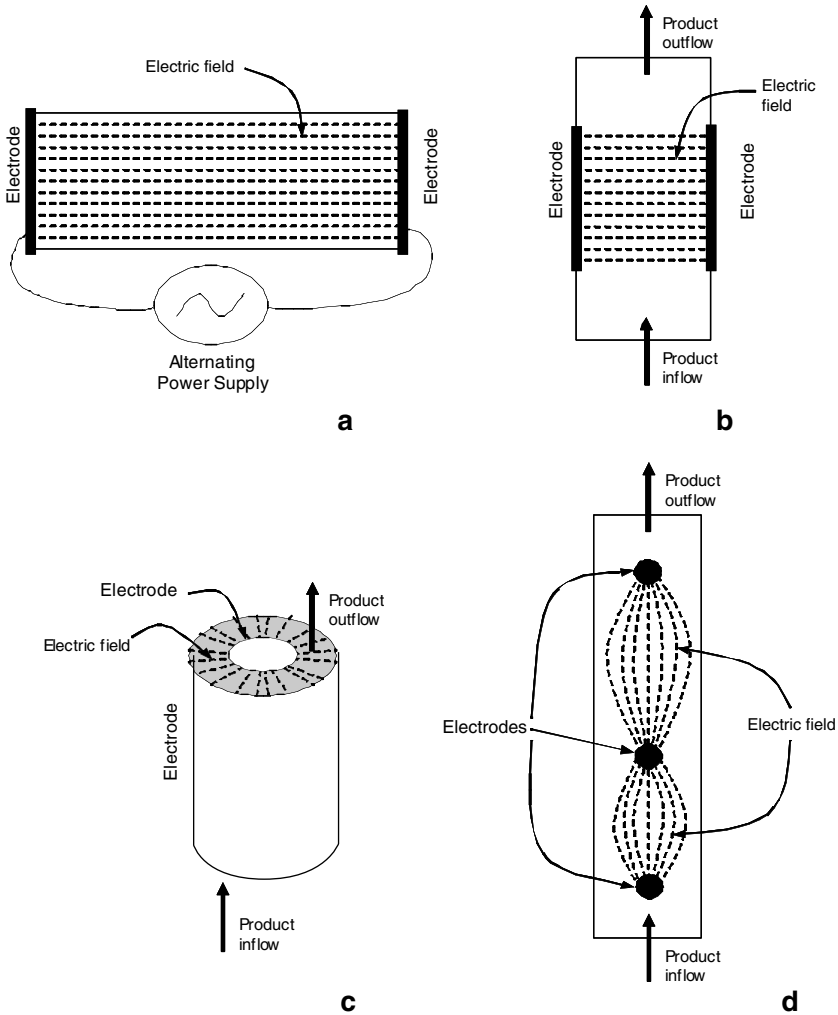 Electric field
Electrode
Electrode
Alternating
Power Supply
a
Product
outflow
Electric
field
Electrode
Electrode
Product
inflow
b
Electrode
Product
outflow
Electric field
Electrode
Product
inflow
c
Product
outflow
Electrodes
Electric field
Product
inflow
d